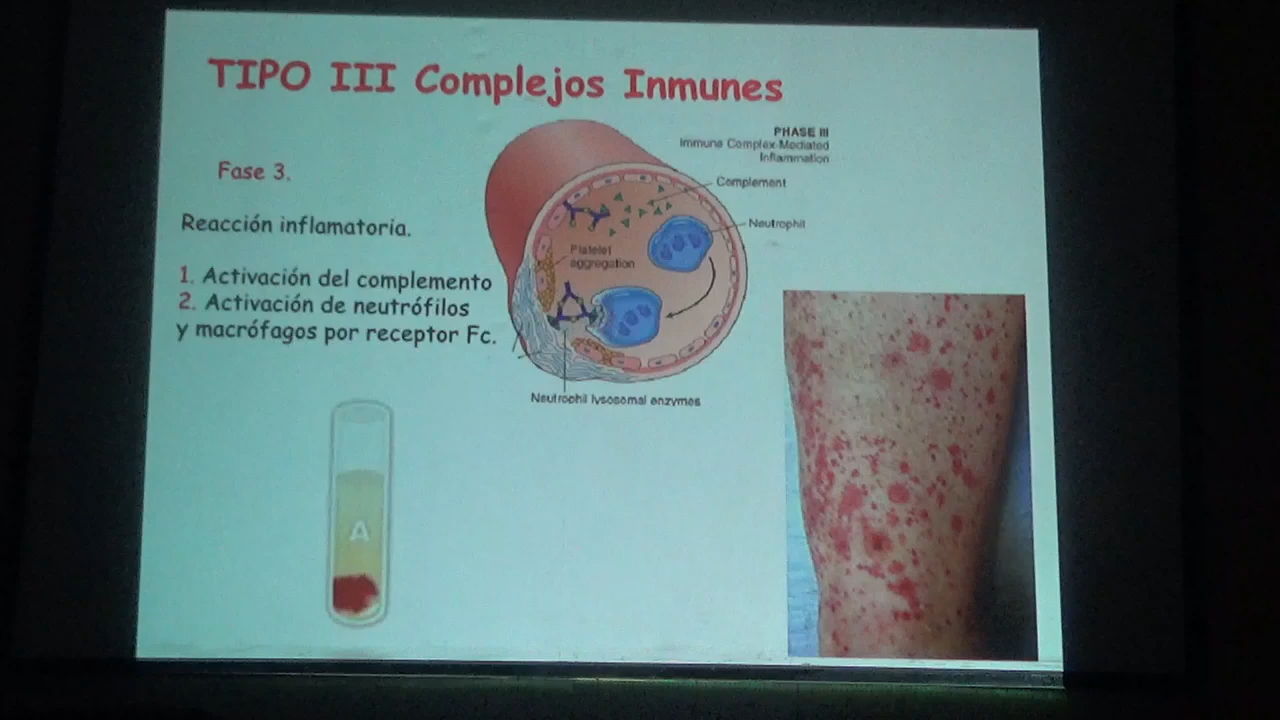 TIPO III Complejos Inmunes
Fase 3.
Reacción inflamatoria.
1. Activación del complemento
2. Activación de neutrófilos
y macrófagos por receptor Fc.
PHASE III
Immune Complex-Mediated
Inflammation
Complement
Neutrophil
Platelet
aggregation
Neutrophil lysosomal enzymes
A